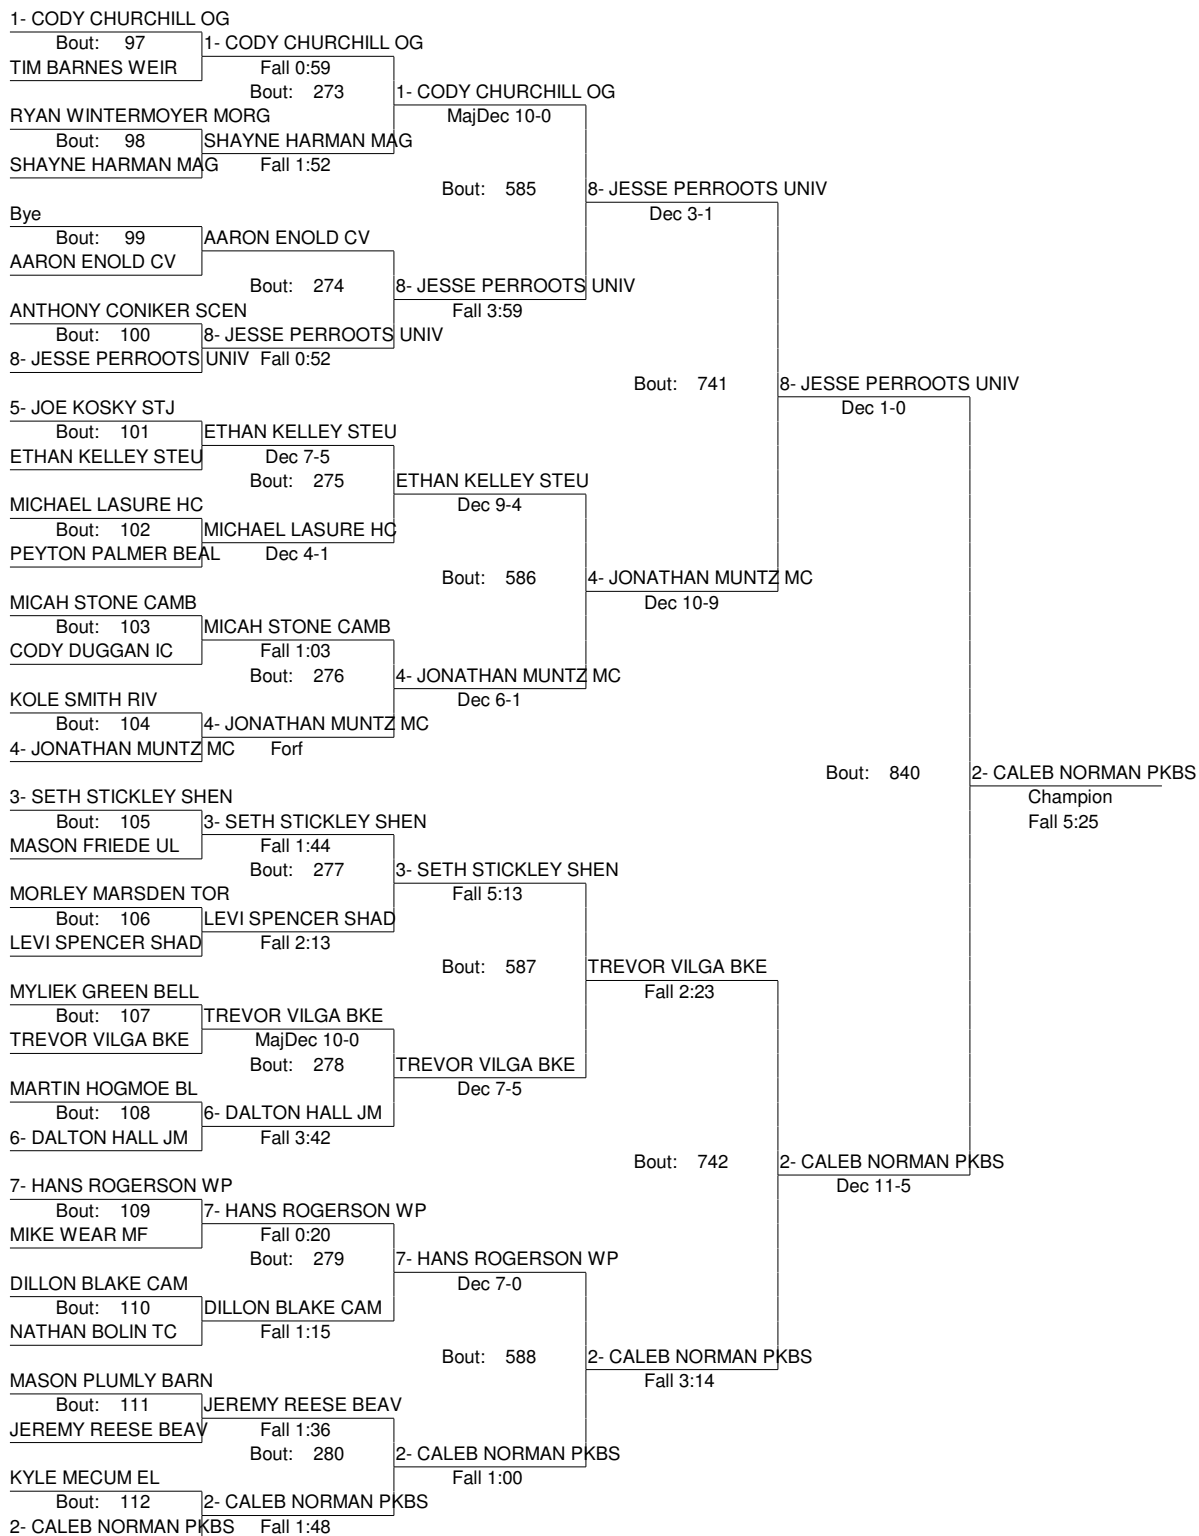 1- CODY CHURCHILL OG
Bout: 97 1- CODY CHURCHILL OG
TIM BARNES WEIR Fall 0:59
Bout: 273 1- CODY CHURCHILL OG
RYAN WINTERMOYER MORG MajDec 10-0
Bout: 98 SHAYNE HARMAN MAG
SHAYNE HARMAN MAG Fall 1:52
Bout: 585 8- JESSE PERROOTS UNIV
Bye Dec 3-1
Bout: 99 AARON ENOLD CV
AARON ENOLD CV
Bout: 274 8- JESSE PERROOTS UNIV
ANTHONY CONIKER SCEN Fall 3:59
Bout: 100 8- JESSE PERROOTS UNIV
8- JESSE PERROOTS UNIV Fall 0:52
Bout: 741 8- JESSE PERROOTS UNIV
5- JOE KOSKY STJ Dec 1-0
Bout: 101 ETHAN KELLEY STEU
ETHAN KELLEY STEU Dec 7-5
Bout: 275 ETHAN KELLEY STEU
MICHAEL LASURE HC Dec 9-4
Bout: 102 MICHAEL LASURE HC
PEYTON PALMER BEAL Dec 4-1
Bout: 586 4- JONATHAN MUNTZ MC
MICAH STONE CAMB Dec 10-9
Bout: 103 MICAH STONE CAMB
CODY DUGGAN IC Fall 1:03
Bout: 276 4- JONATHAN MUNTZ MC
KOLE SMITH RIV Dec 6-1
Bout: 104 4- JONATHAN MUNTZ MC
4- JONATHAN MUNTZ MC Forf
Bout: 840 2- CALEB NORMAN PKBS
3- SETH STICKLEY SHEN Champion
Bout: 105 3- SETH STICKLEY SHEN Fall 5:25
MASON FRIEDE UL Fall 1:44
Bout: 277 3- SETH STICKLEY SHEN
MORLEY MARSDEN TOR Fall 5:13
Bout: 106 LEVI SPENCER SHAD
LEVI SPENCER SHAD Fall 2:13
Bout: 587 TREVOR VILGA BKE
MYLIEK GREEN BELL Fall 2:23
Bout: 107 TREVOR VILGA BKE
TREVOR VILGA BKE MajDec 10-0
Bout: 278 TREVOR VILGA BKE
MARTIN HOGMOE BL Dec 7-5
Bout: 108 6- DALTON HALL JM
6- DALTON HALL JM Fall 3:42
Bout: 742 2- CALEB NORMAN PKBS
7- HANS ROGERSON WP Dec 11-5
Bout: 109 7- HANS ROGERSON WP
MIKE WEAR MF Fall 0:20
Bout: 279 7- HANS ROGERSON WP
DILLON BLAKE CAM Dec 7-0
Bout: 110 DILLON BLAKE CAM
NATHAN BOLIN TC Fall 1:15
Bout: 588 2- CALEB NORMAN PKBS
MASON PLUMLY BARN Fall 3:14
Bout: 111 JEREMY REESE BEAV
JEREMY REESE BEAV Fall 1:36
Bout: 280 2- CALEB NORMAN PKBS
KYLE MECUM EL Fall 1:00
Bout: 112 2- CALEB NORMAN PKBS
2- CALEB NORMAN PKBS Fall 1:48